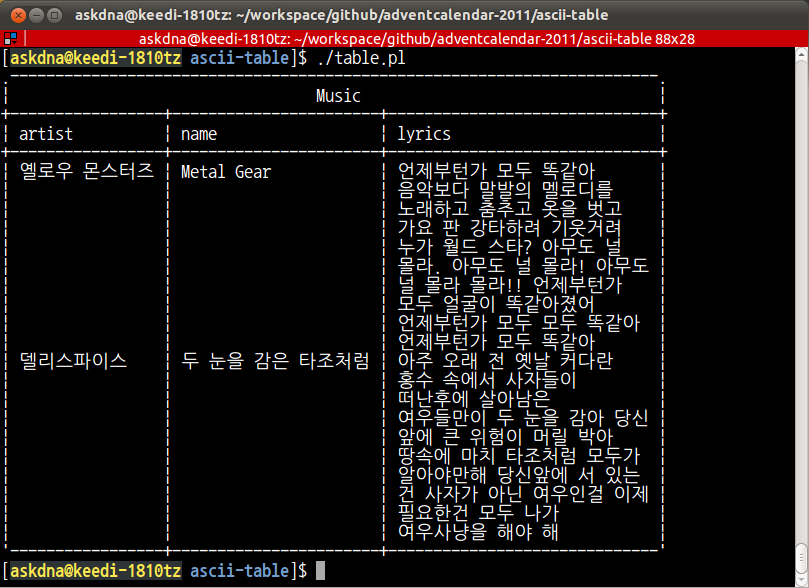 askdna@keedi-1810tz: ~/workspace/github/adventcalendar-2011/ascii-table
askdna@keedi-1810tz: ~/workspace/github/adventcalendar-2011/ascii-table 88x28
[askdna@keedi-1810tz ascii-table]$ ./table.pl
Music
artist name lyrics
옐로우 몬스터즈 Metal Gear 언제부턴가 모두 똑같아
음악보다 말발의 멜로디를
노래하고 춤추고 옷을 벗고
가요 판 강타하려 기웃거려
누가 월드 스타? 아무도 널
몰라. 아무도 널 몰라! 아무도
널 몰라 몰라!! 언제부턴가
모두 얼굴이 똑같아졌어
언제부턴가 모두 모두 똑같아
언제부턴가 모두 똑같아
델리스파이스 두 눈을 감은 타조처럼 아주 오래 전 옛날 커다란
홍수 속에서 사자들이
떠난후에 살아남은
여우들만이 두 눈을 감아 당신
앞에 큰 위험이 머릴 박아
땅속에 마치 타조처럼 모두가
알아야만해 당신앞에 서 있는
건 사자가 아닌 여우인걸 이제
필요한건 모두 나가
여우사냥을 해야 해
[askdna@keedi-1810tz ascii-table]$